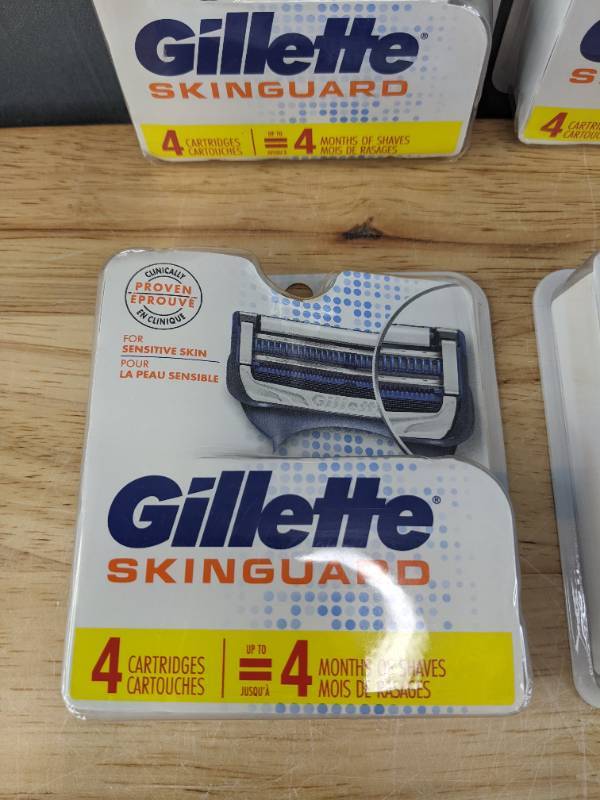 Gillette®
SKINGUARD
4 CARTRIDGES
CARTOUCHES
UP TO
=
JUSQU'À
4 MONTHS OF SHAVES
MOIS DE RASAGES
4
CLINICALLY
PROVEN
ÉPROUVÉ
EN CLINIQUE
FOR
SENSITIVE SKIN
POUR
LA PEAU SENSIBLE
Gillette
Gillette®
SKINGUARD
4 CARTRIDGES
CARTOUCHES
UP TO
=
JUSQU'À
4 MONTHS OF SHAVES
MOIS DE RASAGES